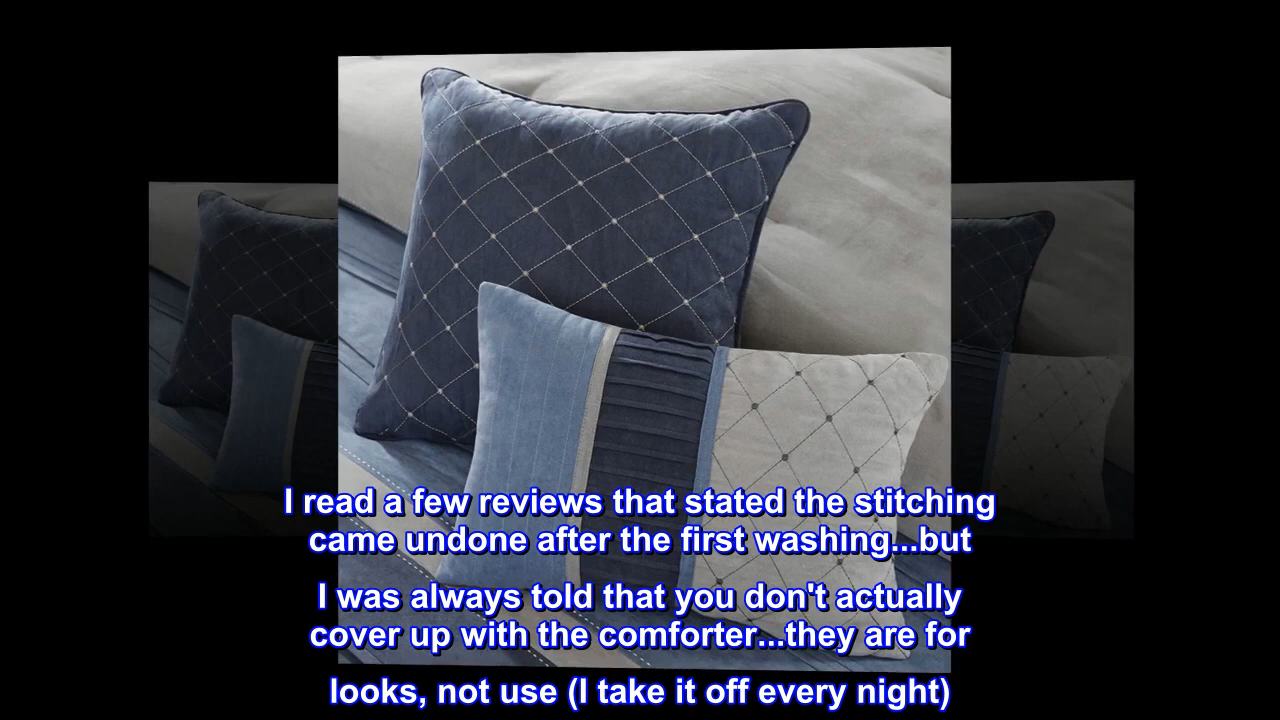 I read a few reviews that stated the stitching
came undone after the first washing...but
I was always told that you don't actually
cover up with the comforter...they are for
looks, not use (I take it off every night)